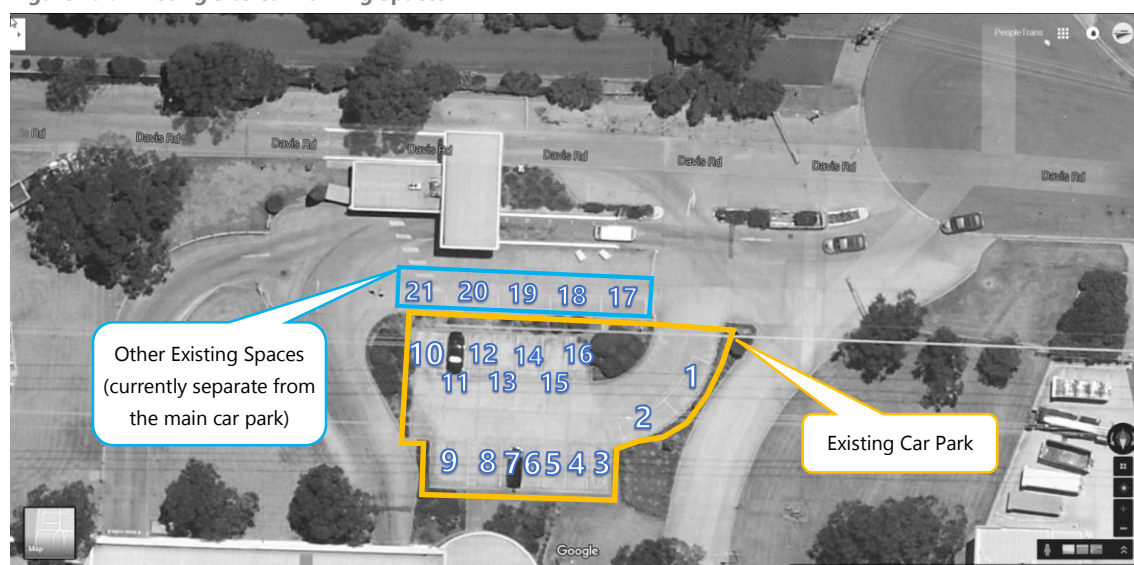 PeopleTrans
Rd
Davis Rd
Davis Rd
Davis Rd
Davis Rd
Davis Rd
Davis Rd
Davis Rd
21 20 19 18 17
10 12 14 16
11 13 15
1
2
9 8 7 6 5 4 3
Other Existing Spaces
(currently separate from
the main car park)
Existing Car Park
Map
Google